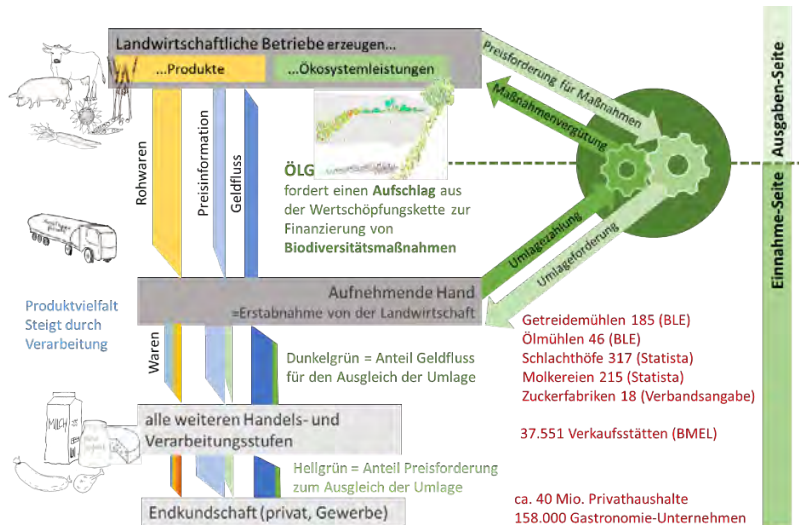 Landwirtschaftliche Betriebe erzeugen...
...Produkte
...Ökosystemleistungen
Preisforderung für Maßnahmen
Maßnahmenvergütung
Ausgaben-Seite
Einnahme-Seite
Rohwaren
Preisinformation
Geldfluss
ÖLG
fordert einen Aufschlag aus
der Wertschöpfungskette zur
Finanzierung von
Biodiversitätsmaßnahmen
Umlagezahlung
Umlageforderung
Aufnehmende Hand
=Erstabnahme von der Landwirtschaft
Produktvielfalt
Steigt durch
Verarbeitung
Waren
Dunkelgrün = Anteil Geldfluss
für den Ausgleich der Umlage
Getreidemühlen 185 (BLE)
Ölmühlen 46 (BLE)
Schlachthöfe 317 (Statista)
Molkereien 215 (Statista)
Zuckerfabriken 18 (Verbandsangabe)
37.551 Verkaufsstätten (BMEL)
MILCH
alle weiteren Handels- und
Verarbeitungsstufen
Hellgrün = Anteil Preisforderung
zum Ausgleich der Umlage
Endkundschaft (privat, Gewerbe)
ca. 40 Mio. Privathaushalte
158.000 Gastronomie-Unternehmen